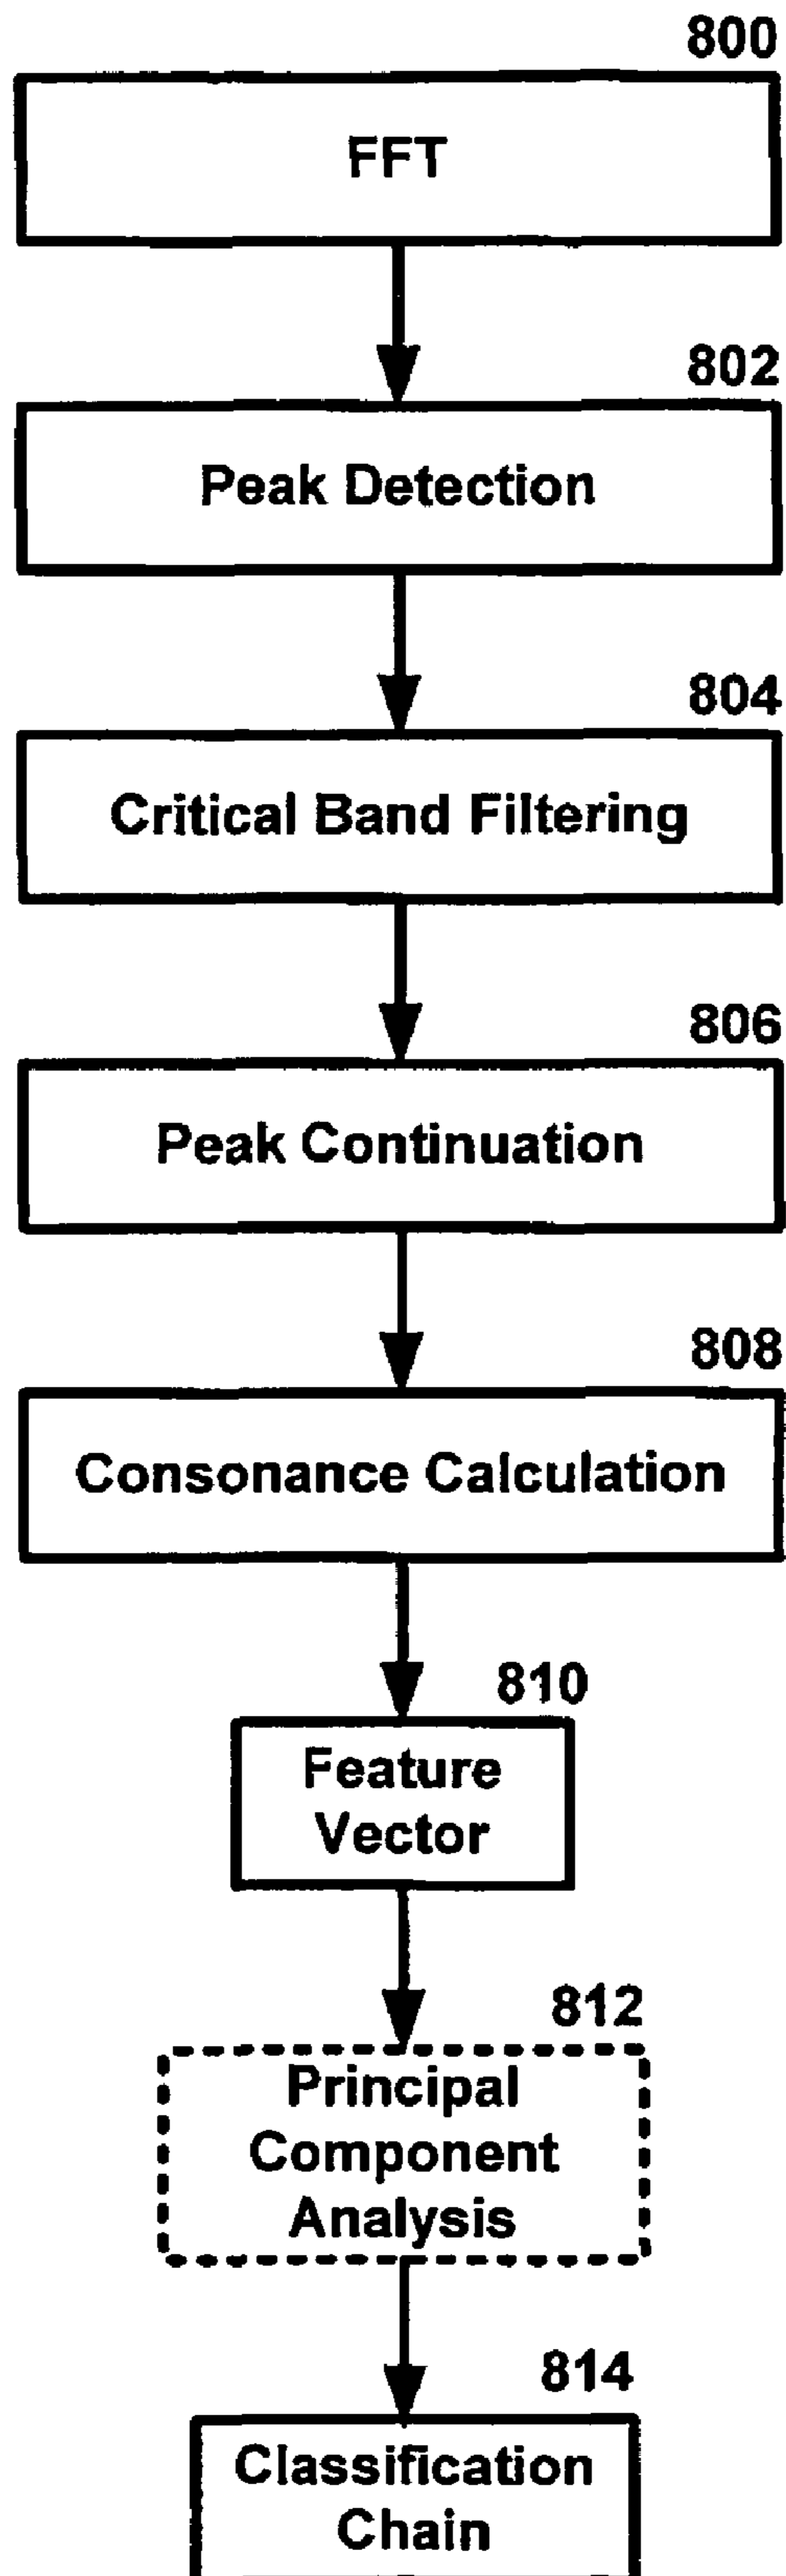 800
FFT
802
Peak Detection
804
Critical Band Filtering
806
Peak Continuation
808
Consonance Calculation
810
Feature
Vector
812
Principal
Component
Analysis
814
Classification
Chain